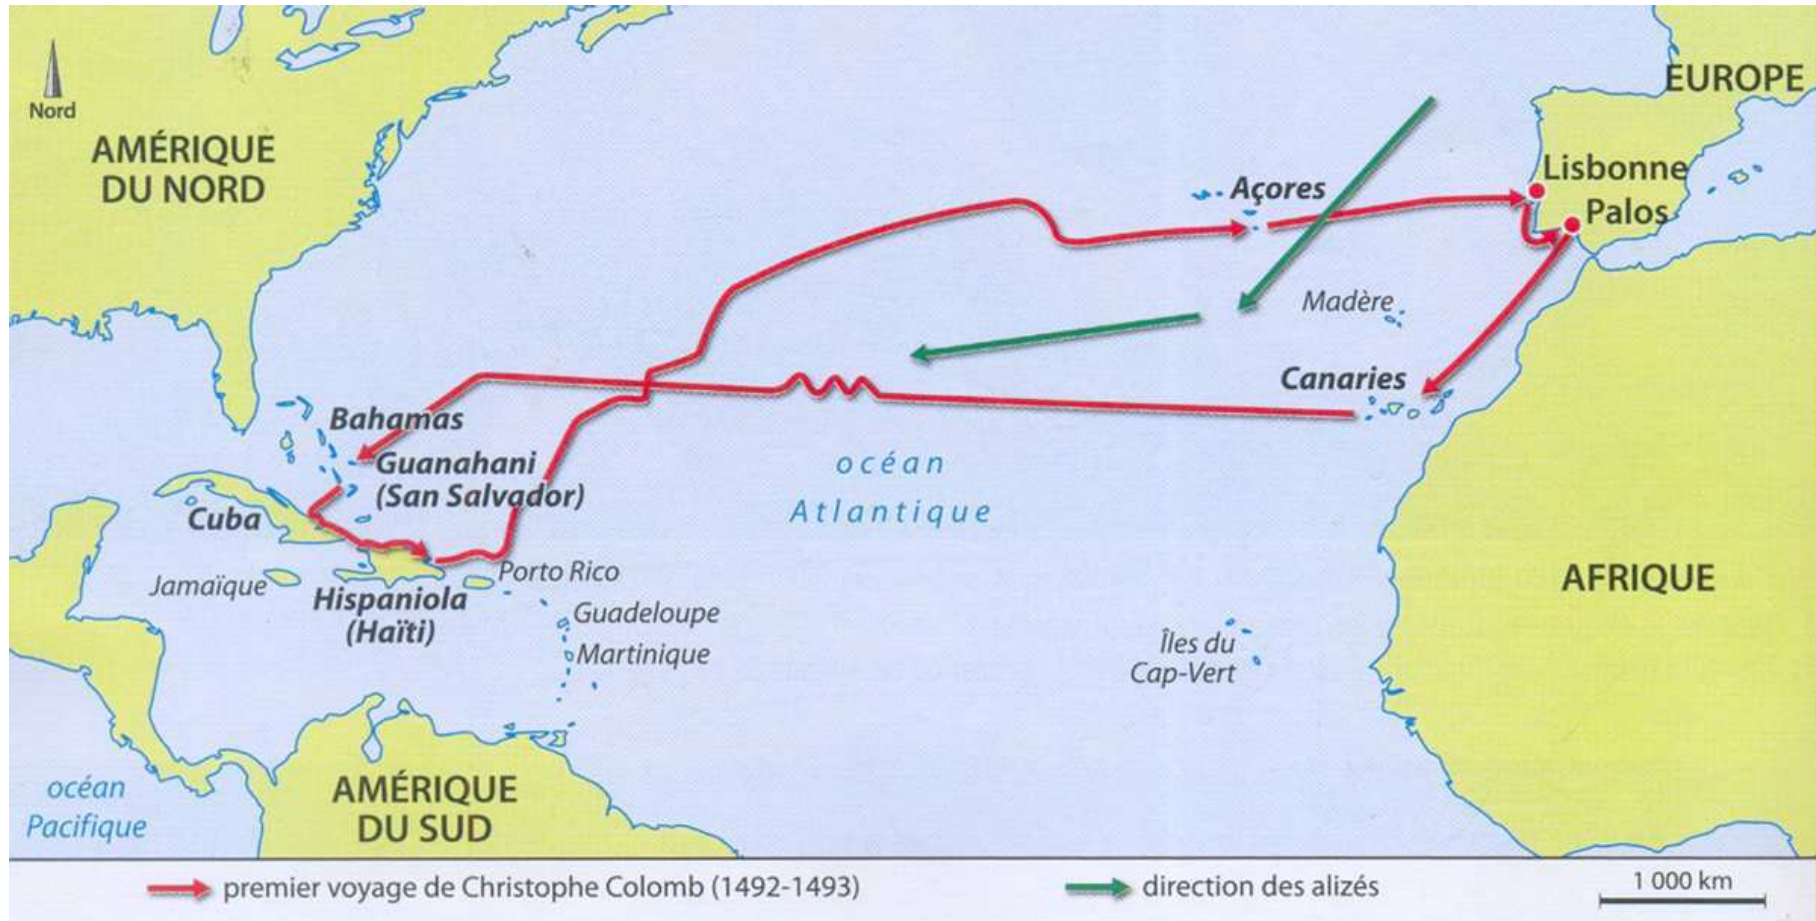 Nord
AMÉRIQUE
DU NORD
EUROPE
Lisbonne
Palos
Açores
Madère
Canaries
Bahamas
Guanahani
(San Salvador)
Cuba
océan
Atlantique
Jamaïque
Hispaniola
(Haïti)
Porto Rico
Guadeloupe
Martinique
Îles du
Cap-Vert
AFRIQUE
océan
Pacifique
AMÉRIQUE
DU SUD
premier voyage de Christophe Colomb (1492-1493)
direction des alizés
1 000 km